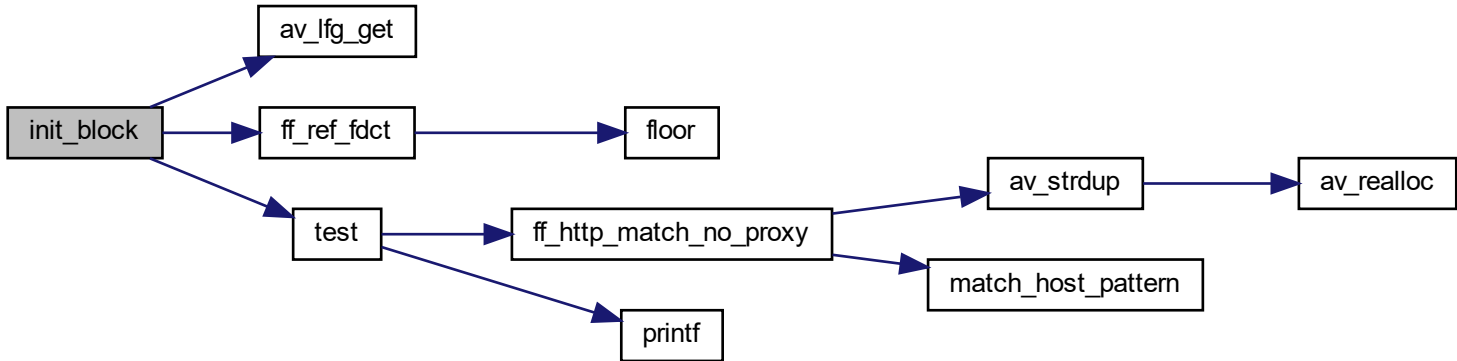 av_lfg_get
init_block
ff_ref_fdct
floor
av_strdup
av_realloc
test
ff_http_match_no_proxy
match_host_pattern
printf